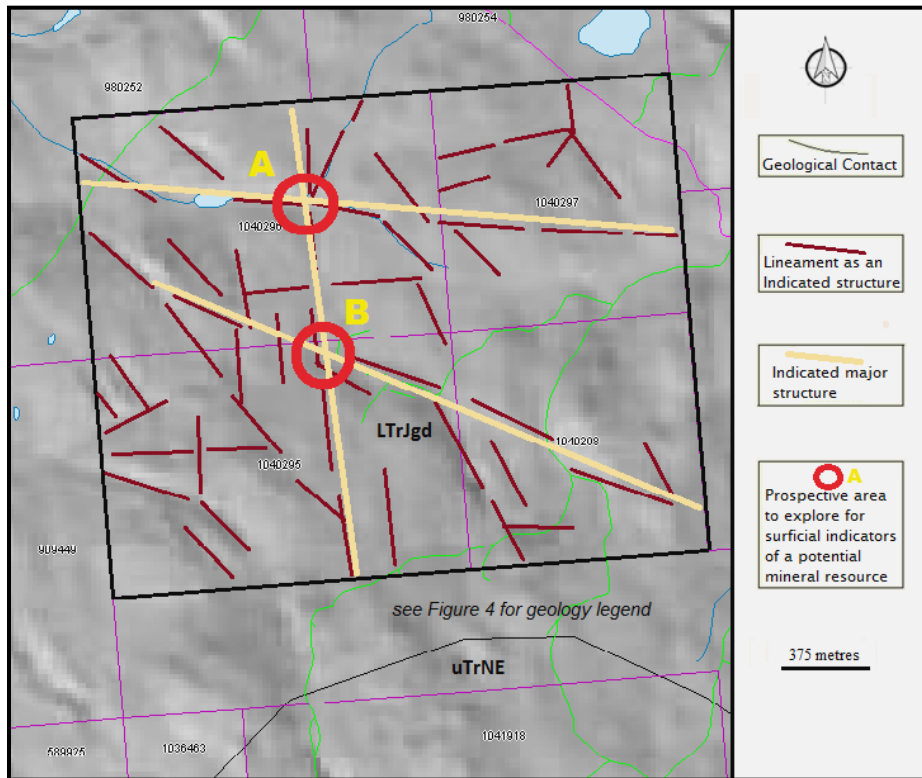 980254
980252
A
1040297
1040296
B
LTrJgd
1040208
1040295
909449
see Figure 4 for geology legend
uTrNE
589925
1036463
1041918
N
Geological Contact
Lineament as an
Indicated structure
Indicated major
structure
A
Prospective area
to explore for
surficial indicators
of a potential
mineral resource
375 metres